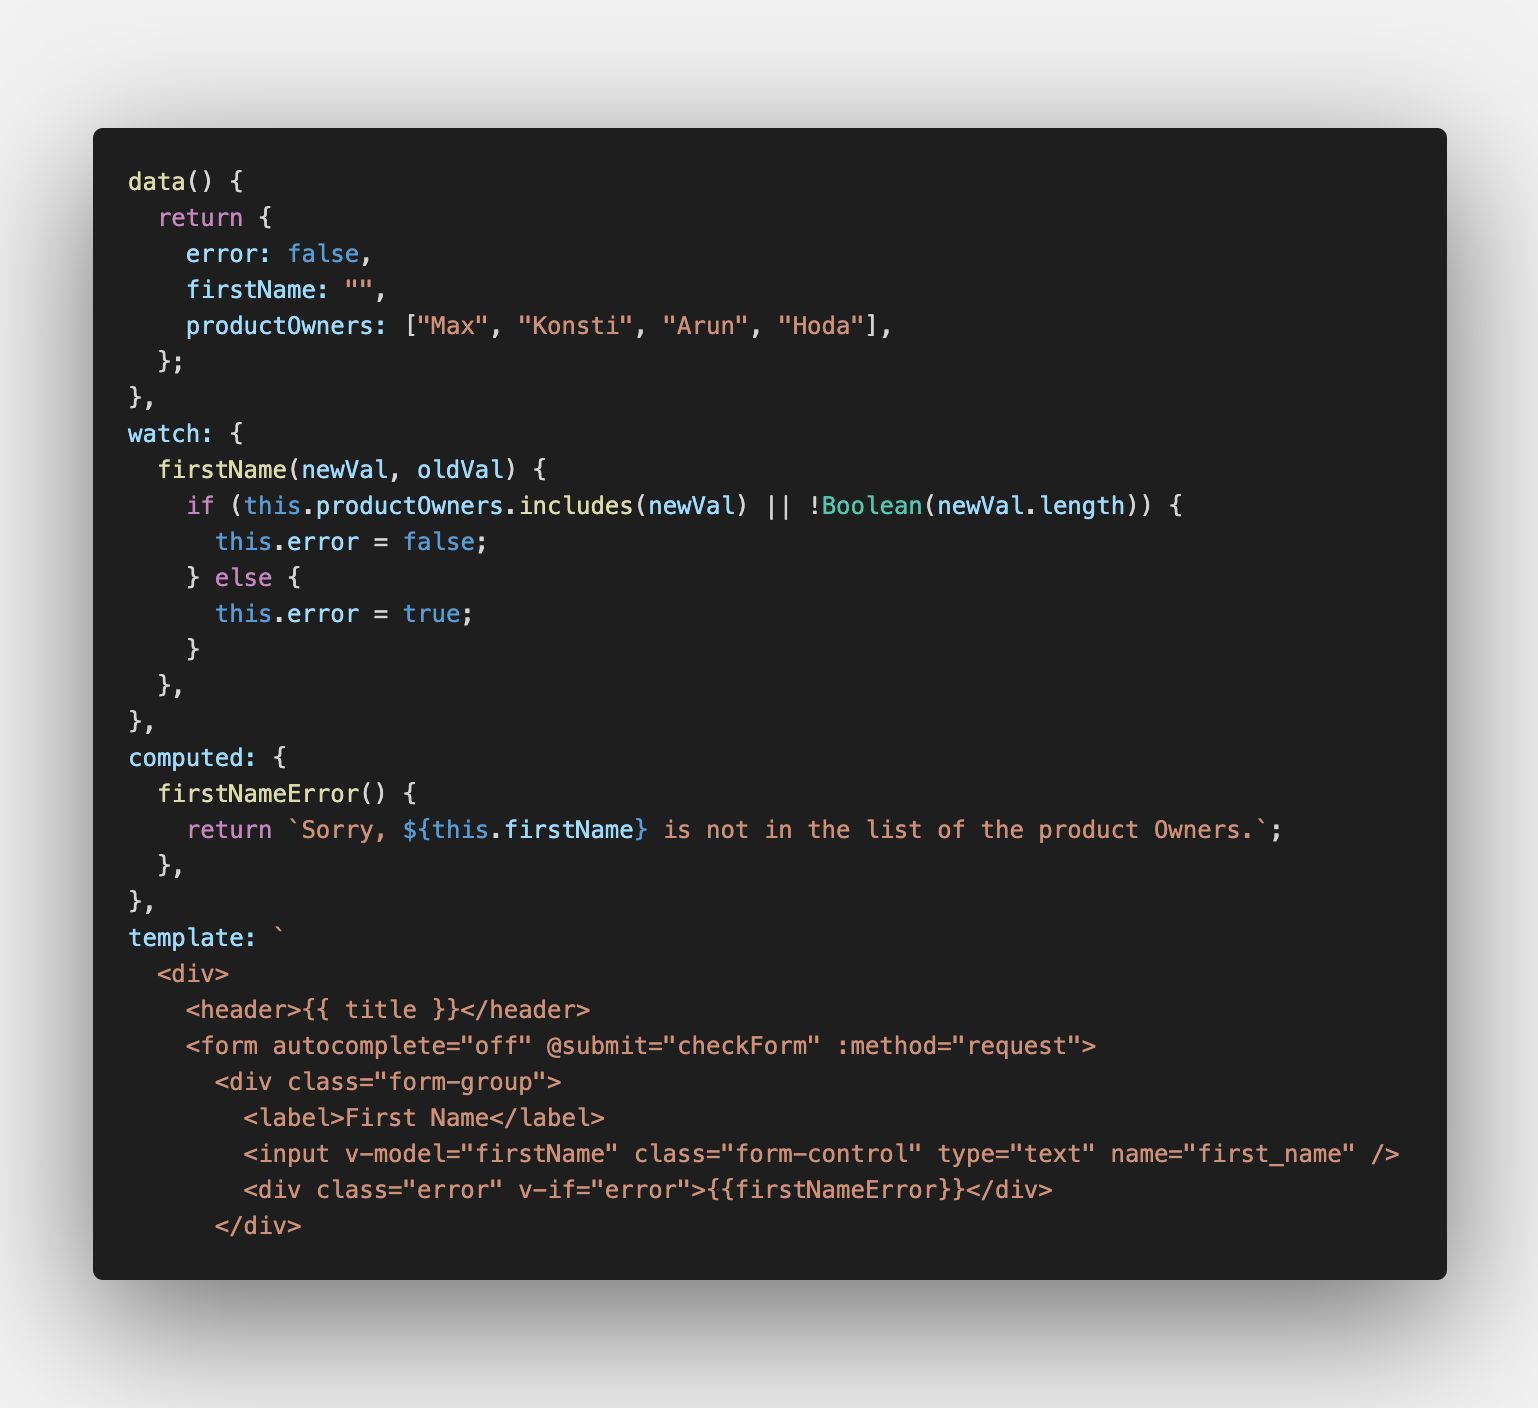 data() {
  return {
    error: false,
    firstName: "",
    productOwners: ["Max", "Konsti", "Arun", "Hoda"],
  };
},
watch: {
  firstName(newVal, oldVal) {
    if (this.productOwners.includes(newVal) || !Boolean(newVal.length)) {
      this.error = false;
    } else {
      this.error = true;
    }
  },
},
computed: {
  firstNameError() {
    return `Sorry, ${this.firstName} is not in the list of the product Owners.`;
  },
},
template: `
  <div>
    <header>{{ title }}</header>
    <form autocomplete="off" @submit="checkForm" :method="request">
      <div class="form-group">
        <label>First Name</label>
        <input v-model="firstName" class="form-control" type="text" name="first_name" />
        <div class="error" v-if="error">{{firstNameError}}</div>
      </div>